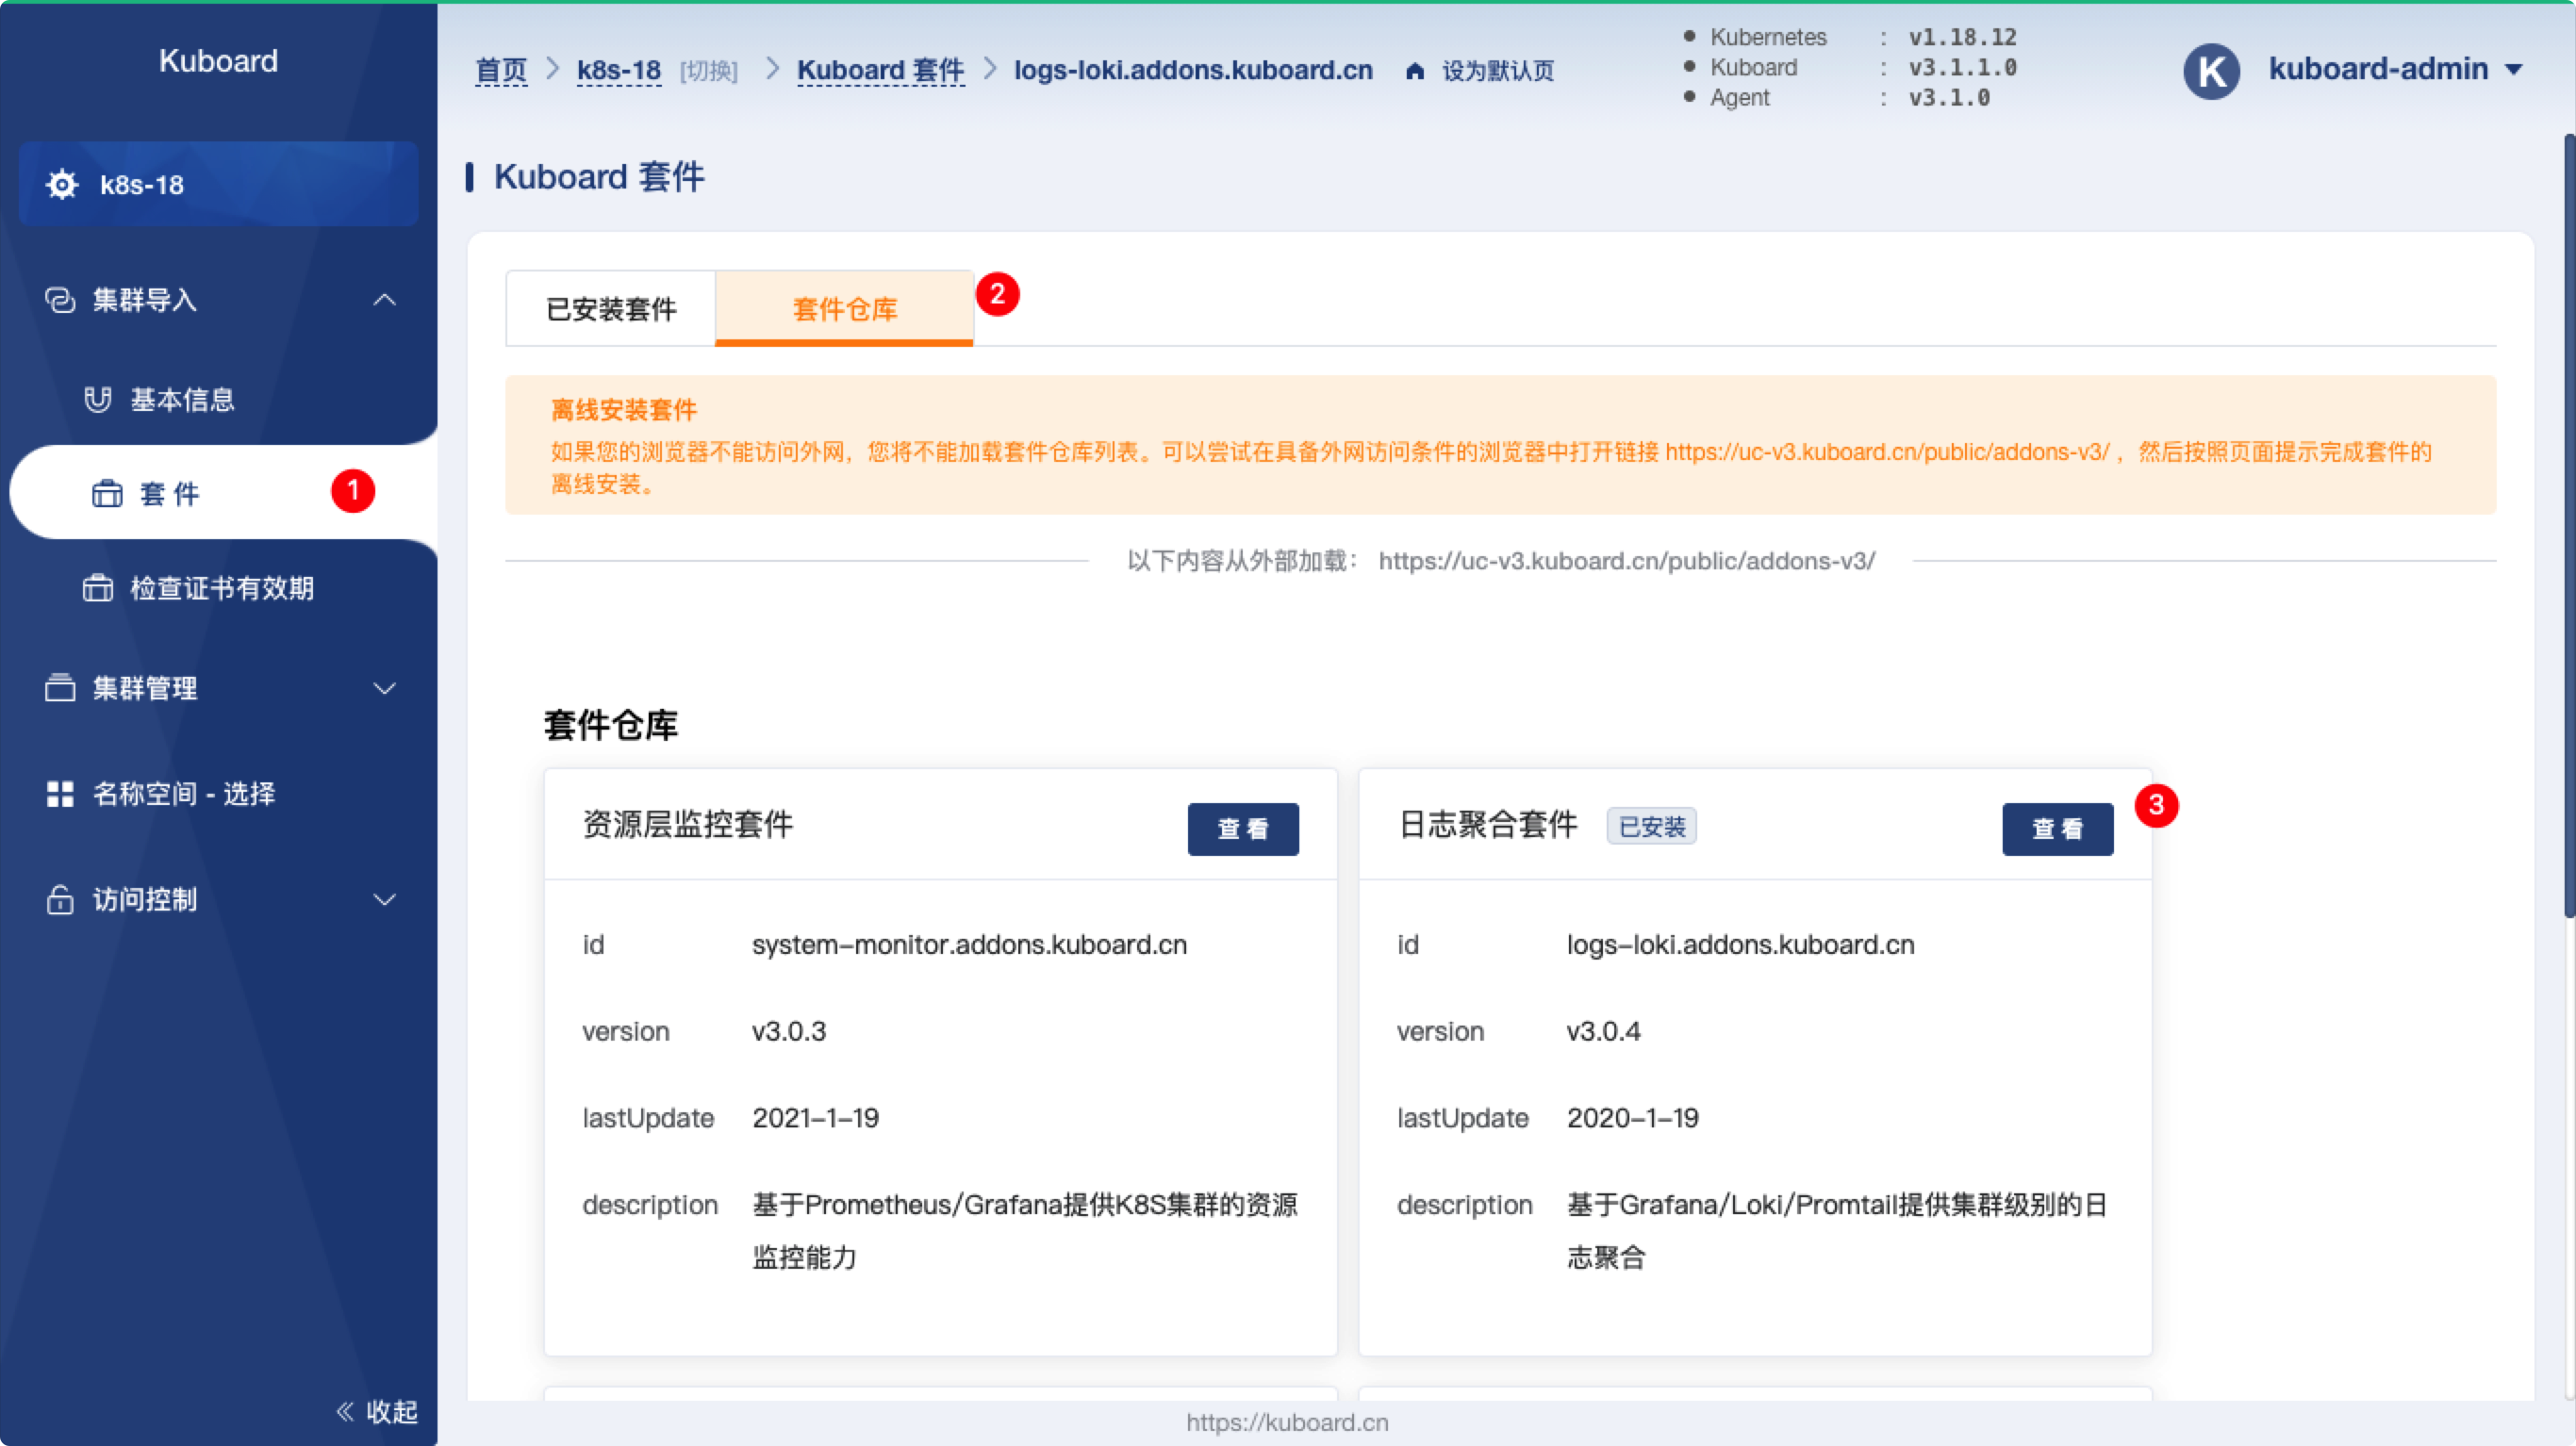 Kuboard
k8s-18
集群导入
基本信息
套 件
1
检查证书有效期
集群管理
名称空间 - 选择
访问控制
收起
首页 k8s-18 [切换] Kuboard 套件 logs-loki.addons.kuboard.cn 设为默认页
Kubernetes : v1.18.12
Kuboard : v3.1.1.0
Agent : v3.1.0
K kuboard-admin
Kuboard 套件
已安装套件 套件仓库 2
离线安装套件
如果您的浏览器不能访问外网，您将不能加载套件仓库列表。可以尝试在具备外网访问条件的浏览器中打开链接 https://uc-v3.kuboard.cn/public/addons-v3/ ，然后按照页面提示完成套件的
离线安装。
以下内容从外部加载： https://uc-v3.kuboard.cn/public/addons-v3/
套件仓库
资源层监控套件 查 看
id system-monitor.addons.kuboard.cn
version v3.0.3
lastUpdate 2021-1-19
description 基于Prometheus/Grafana提供K8S集群的资源
监控能力
日志聚合套件 已安装 查 看 3
id logs-loki.addons.kuboard.cn
version v3.0.4
lastUpdate 2020-1-19
description 基于Grafana/Loki/Promtail提供集群级别的日
志聚合
https://kuboard.cn